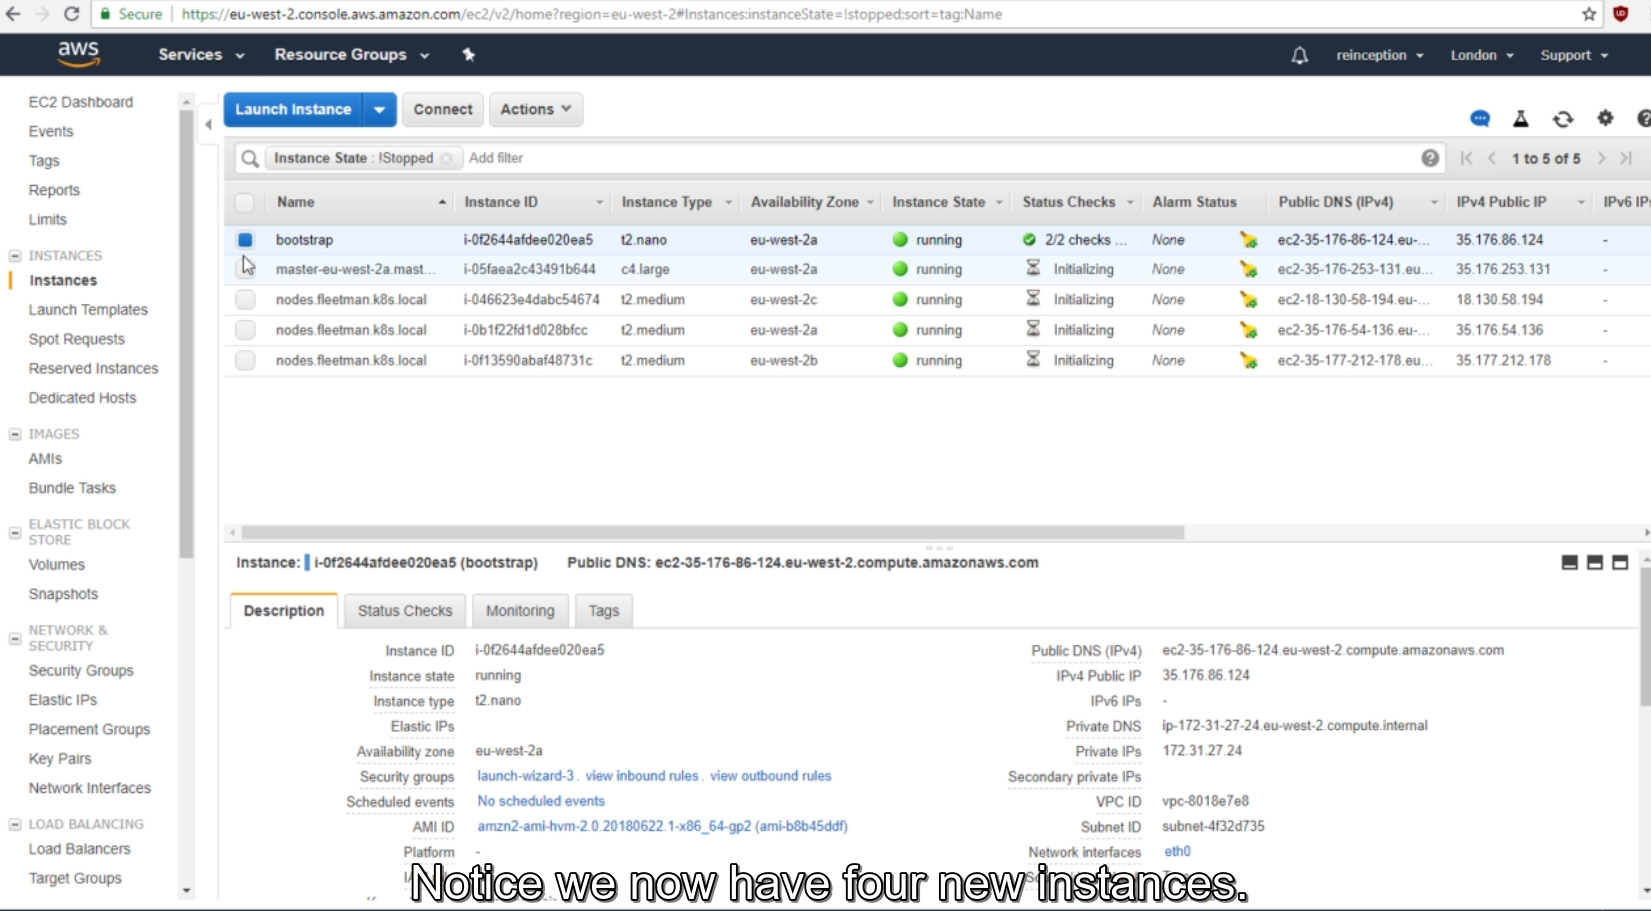 Secure https://eu-west-2.console.aws.amazon.com/ec2/v2/home?region=eu-west-2#Instances:instanceState=!stopped;sort=tag:Name
aws Services Resource Groups reinception London Support
EC2 Dashboard
Events
Tags
Reports
Limits
INSTANCES
Instances
Launch Templates
Spot Requests
Reserved Instances
Dedicated Hosts
IMAGES
AMIs
Bundle Tasks
ELASTIC BLOCK
STORE
Volumes
Snapshots
NETWORK &
SECURITY
Security Groups
Elastic IPs
Placement Groups
Key Pairs
Network Interfaces
LOAD BALANCING
Load Balancers
Target Groups
Launch Instance Connect Actions
Instance State : !Stopped Add filter 1 to 5 of 5
Name Instance ID Instance Type Availability Zone Instance State Status Checks Alarm Status Public DNS (IPv4) IPv4 Public IP IPv6 IPs
bootstrap i-0f2644afdee020ea5 t2.nano eu-west-2a running 2/2 checks ... None ec2-35-176-86-124.eu-... 35.176.86.124 -
master-eu-west-2a.mast... i-05faea2c43491b644 c4.large eu-west-2a running Initializing None ec2-35-176-253-131.eu... 35.176.253.131 -
nodes.fleetman.k8s.local i-046623e4dabc54674 t2.medium eu-west-2c running Initializing None ec2-18-130-58-194.eu-... 18.130.58.194 -
nodes.fleetman.k8s.local i-0b1f22fd1d028bfcc t2.medium eu-west-2a running Initializing None ec2-35-176-54-136.eu-... 35.176.54.136 -
nodes.fleetman.k8s.local i-0f13590abaf48731c t2.medium eu-west-2b running Initializing None ec2-35-177-212-178.eu... 35.177.212.178 -
Instance: i-0f2644afdee020ea5 (bootstrap) Public DNS: ec2-35-176-86-124.eu-west-2.compute.amazonaws.com
Description Status Checks Monitoring Tags
Instance ID i-0f2644afdee020ea5
Instance state running
Instance type t2.nano
Elastic IPs
Availability zone eu-west-2a
Security groups launch-wizard-3. view inbound rules. view outbound rules
Scheduled events No scheduled events
AMI ID amzn2-ami-hvm-2.0.20180622.1-x86_64-gp2 (ami-b8b45ddf)
Platform -
Public DNS (IPv4) ec2-35-176-86-124.eu-west-2.compute.amazonaws.com
IPv4 Public IP 35.176.86.124
IPv6 IPs -
Private DNS ip-172-31-27-24.eu-west-2.compute.internal
Private IPs 172.31.27.24
Secondary private IPs
VPC ID vpc-8018e7e8
Subnet ID subnet-4f32d735
Network interfaces eth0
Notice we now have four new instances.